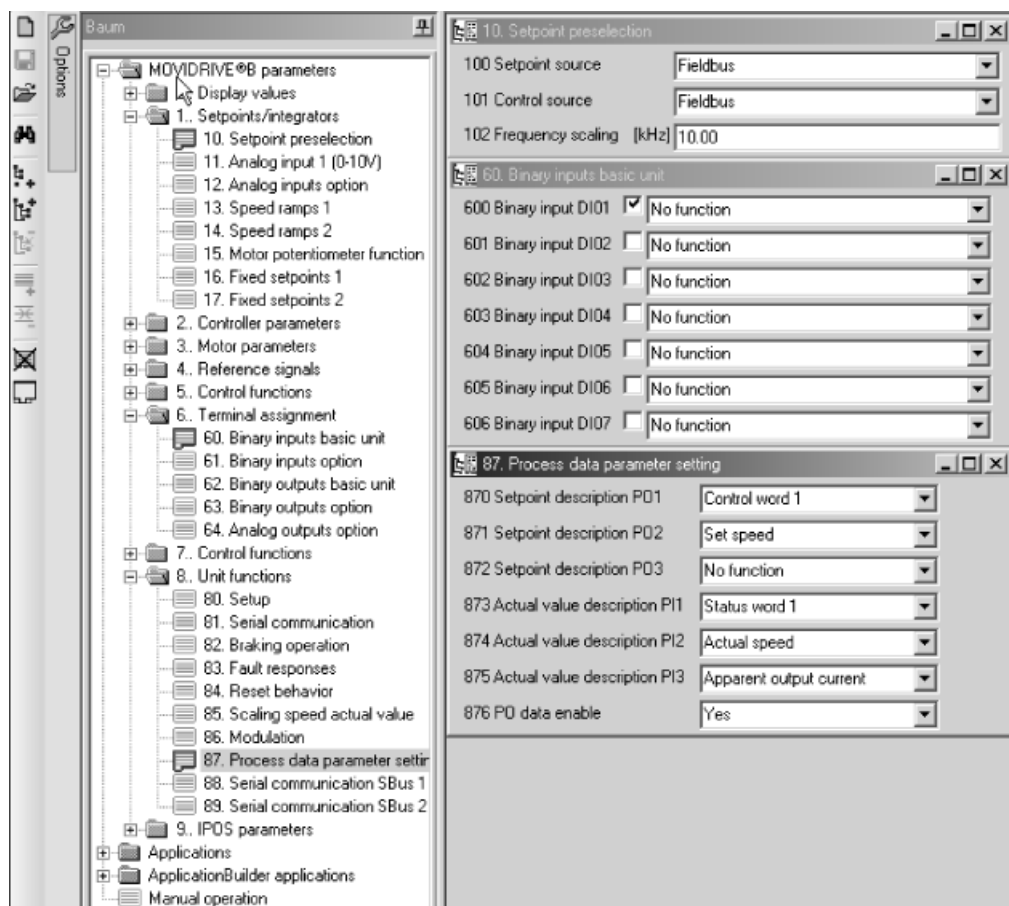 Options
Baum
MOVIDRIVE®B parameters
Display values
1.. Setpoints/integrators
10. Setpoint preselection
11. Analog input 1 (0-10V)
12. Analog inputs option
13. Speed ramps 1
14. Speed ramps 2
15. Motor potentiometer function
16. Fixed setpoints 1
17. Fixed setpoints 2
2.. Controller parameters
3.. Motor parameters
4.. Reference signals
5.. Control functions
6.. Terminal assignment
60. Binary inputs basic unit
61. Binary inputs option
62. Binary outputs basic unit
63. Binary outputs option
64. Analog outputs option
7.. Control functions
8.. Unit functions
80. Setup
81. Serial communication
82. Braking operation
83. Fault responses
84. Reset behavior
85. Scaling speed actual value
86. Modulation
87. Process data parameter settir
88. Serial communication SBus 1
89. Serial communication SBus 2
9.. IPOS parameters
Applications
ApplicationBuilder applications
Manual operation
10. Setpoint preselection
100 Setpoint source Fieldbus
101 Control source Fieldbus
102 Frequency scaling [kHz] 10.00
60. Binary inputs basic unit
600 Binary input DI01 No function
601 Binary input DI02 No function
602 Binary input DI03 No function
603 Binary input DI04 No function
604 Binary input DI05 No function
605 Binary input DI06 No function
606 Binary input DI07 No function
87. Process data parameter setting
870 Setpoint description PO1 Control word 1
871 Setpoint description PO2 Set speed
872 Setpoint description PO3 No function
873 Actual value description PI1 Status word 1
874 Actual value description PI2 Actual speed
875 Actual value description PI3 Apparent output current
876 PO data enable Yes